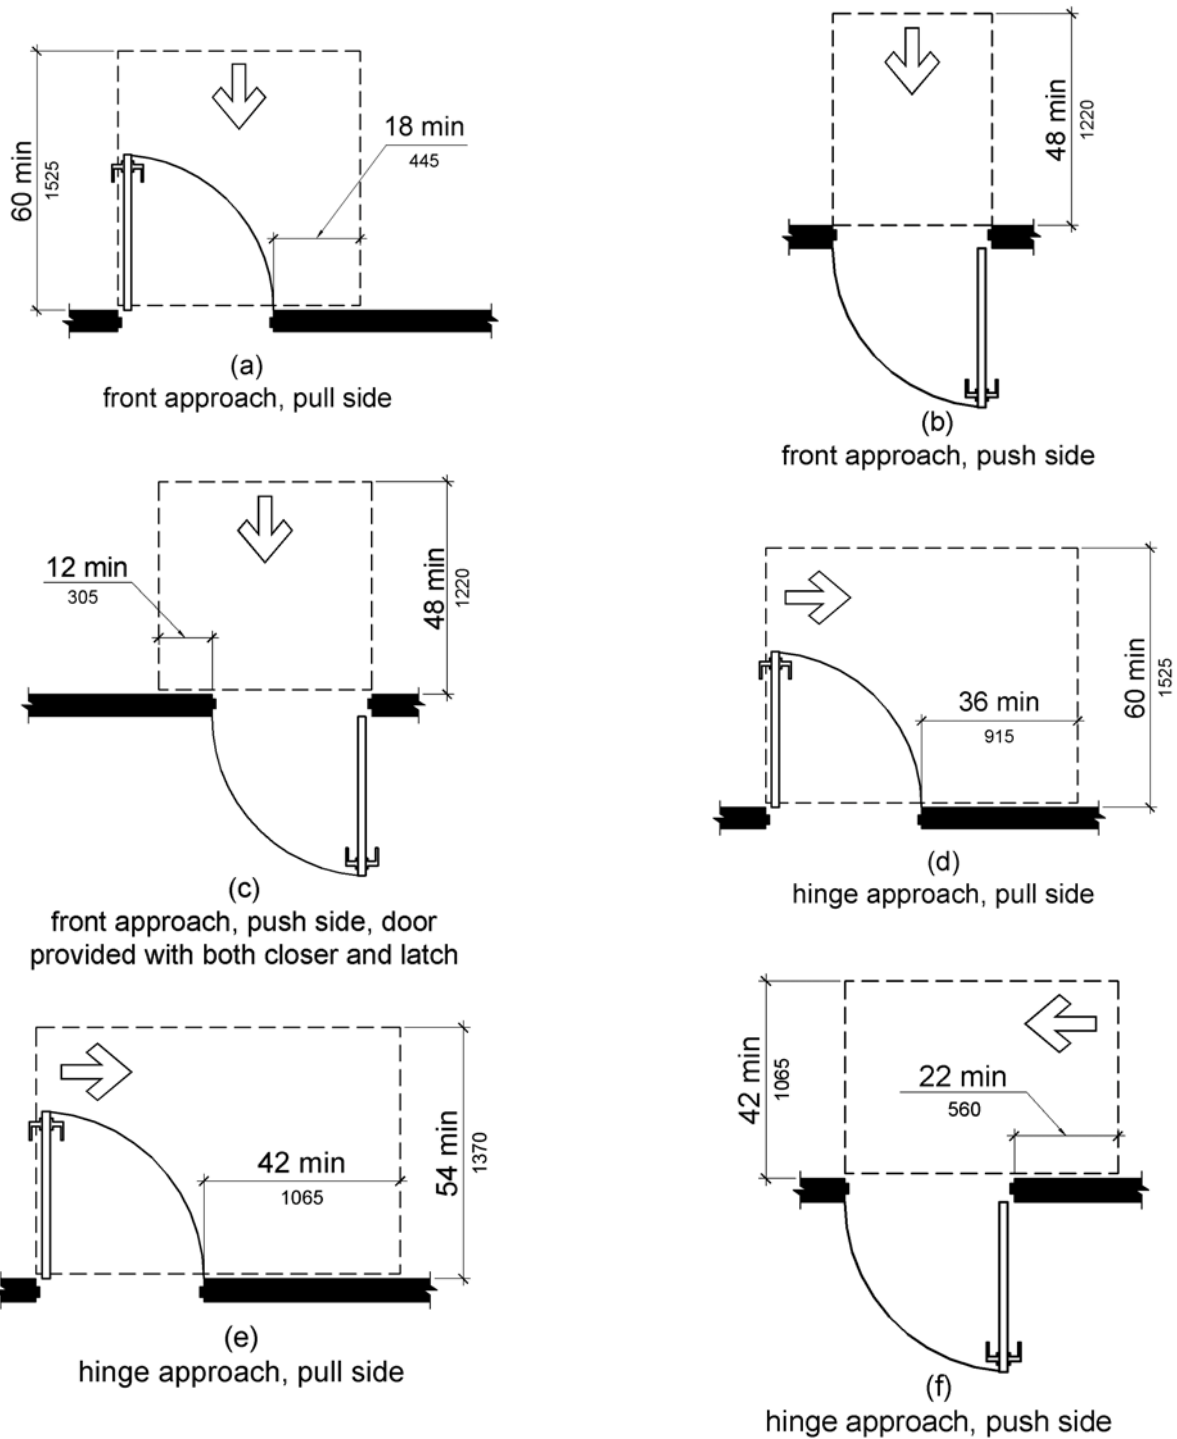 60 min
1525
18 min
445
(a)
front approach, pull side
48 min
1220
(b)
front approach, push side
12 min
305
48 min
1220
(c)
front approach, push side, door
provided with both closer and latch
36 min
915
60 min
1525
(d)
hinge approach, pull side
42 min
1065
54 min
1370
(e)
hinge approach, pull side
42 min
1065
22 min
560
(f)
hinge approach, push side